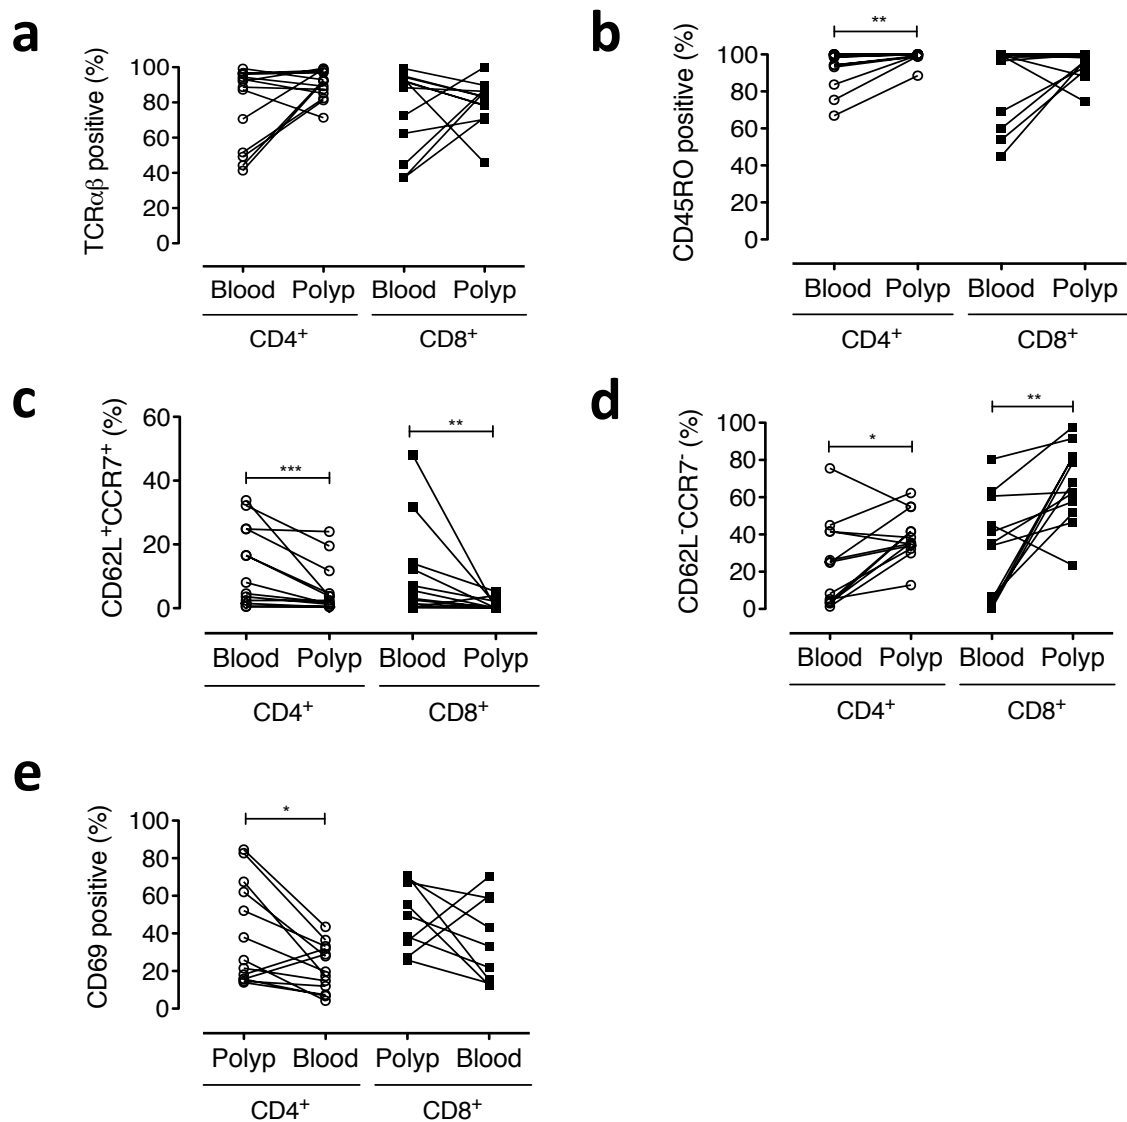 a
TCRαβ positive (%)
100
80
60
40
20
0
Blood Polyp Blood Polyp
CD4⁺ CD8⁺
b
CD45RO positive (%)
**
100
80
60
40
20
0
Blood Polyp Blood Polyp
CD4⁺ CD8⁺
c
CD62L⁺CCR7⁺ (%)
60
40
20
0
*** **
Blood Polyp Blood Polyp
CD4⁺ CD8⁺
d
CD62L⁻CCR7⁻ (%)
100
80
60
40
20
0
* **
Blood Polyp Blood Polyp
CD4⁺ CD8⁺
e
CD69 positive (%)
100
80
60
40
20
0
*
Polyp Blood Polyp Blood
CD4⁺ CD8⁺